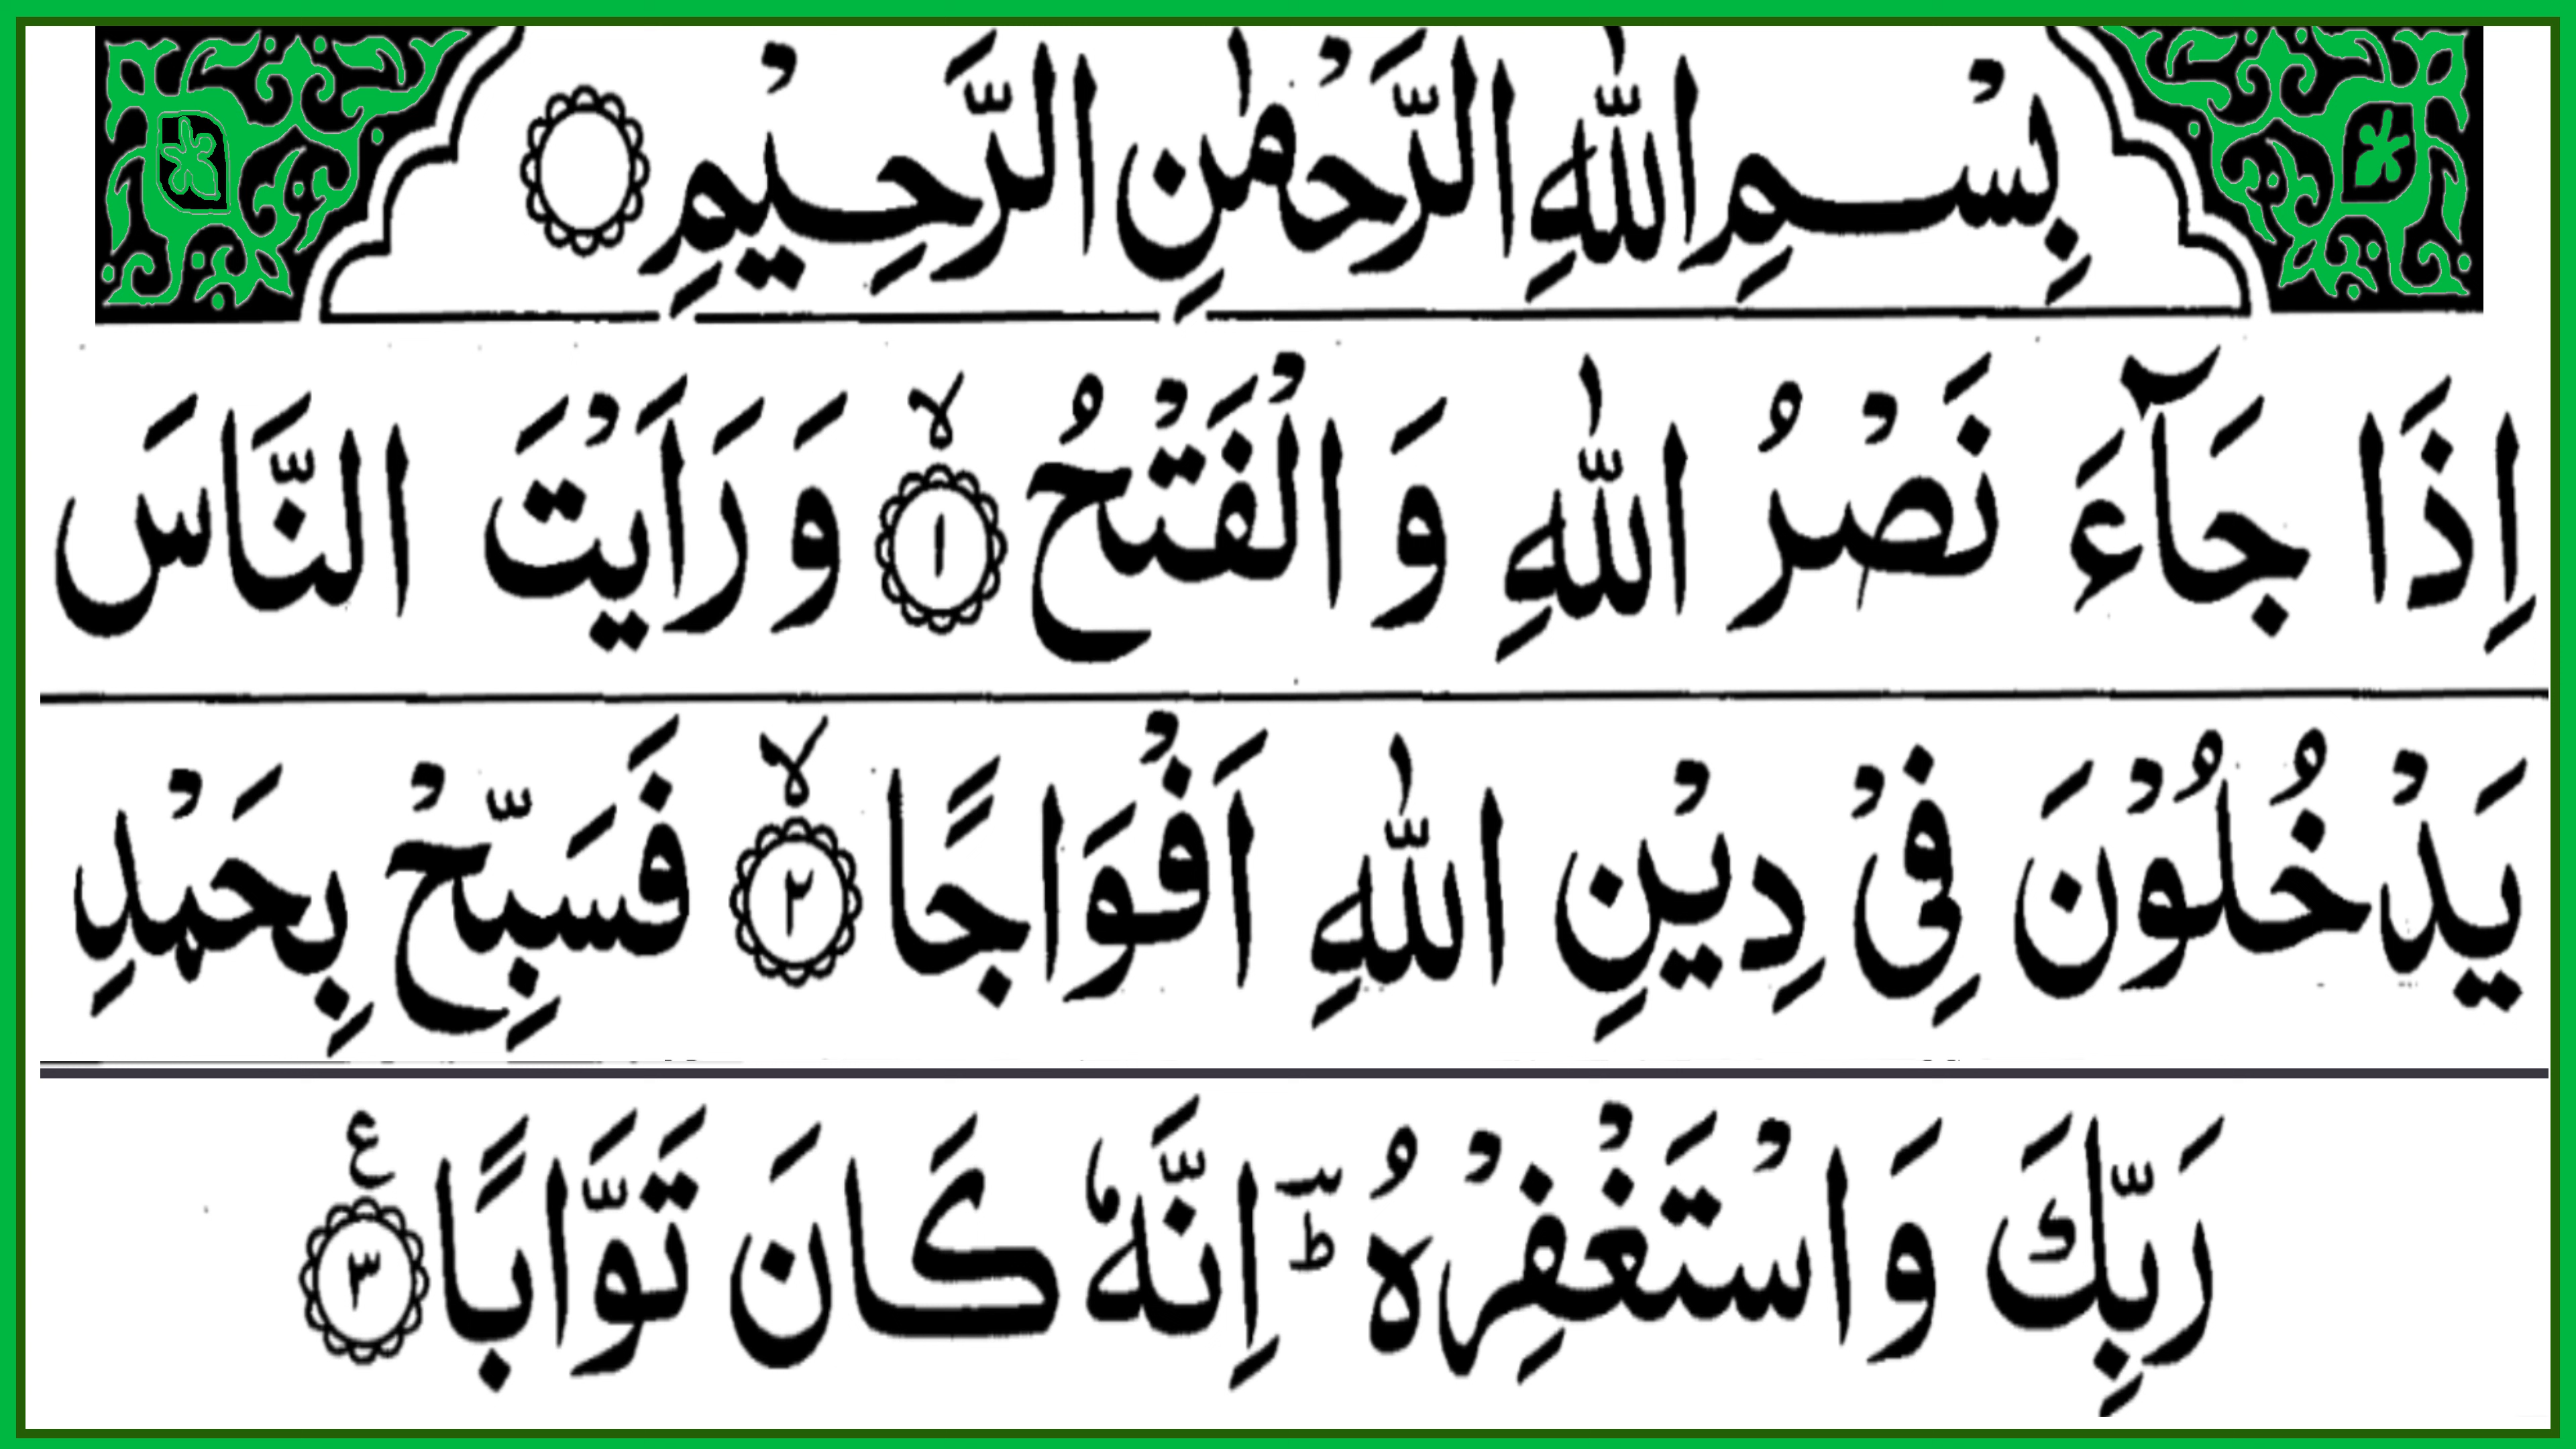 بِسْمِ اللّٰهِ الرَّحْمٰنِ الرَّحِیْمِ ۝
اِذَا جَآءَ نَصْرُ اللّٰهِ وَ الْفَتْحُ ۙ﴿۱﴾ وَ رَاَیْتَ النَّاسَ
یَدْخُلُوْنَ فِیْ دِیْنِ اللّٰهِ اَفْوَاجًا ۙ﴿۲﴾ فَسَبِّحْ بِحَمْدِ
رَبِّكَ وَ اسْتَغْفِرْهُ ؔؕ اِنَّهٗ كَانَ تَوَّابًا ﴿۳﴾ ع